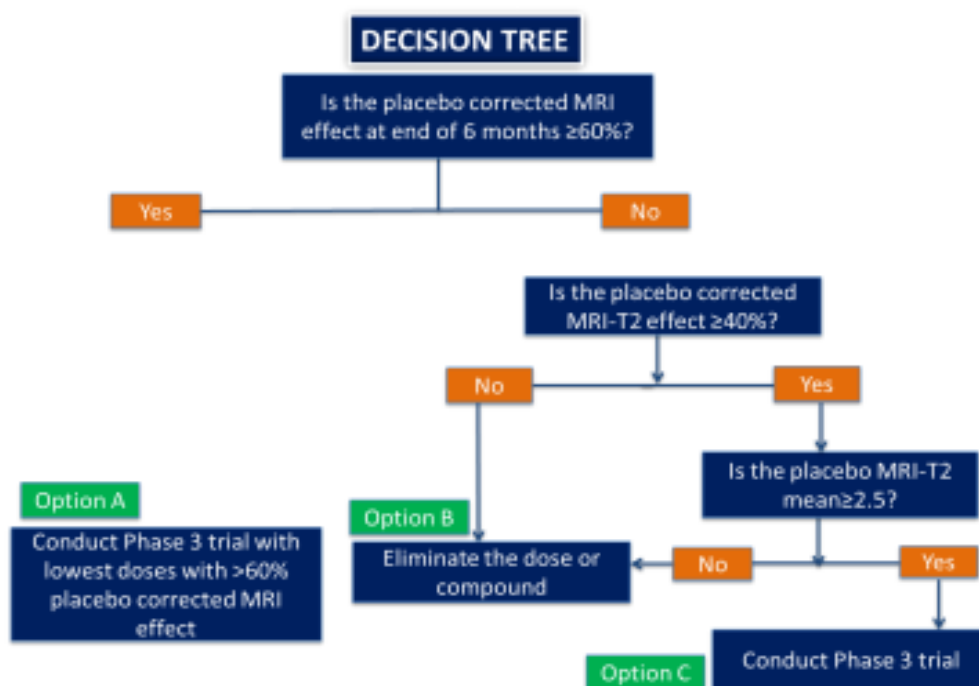 DECISION TREE
Is the placebo corrected MRI
effect at end of 6 months ≥60%?
Yes
No
Is the placebo corrected
MRI-T2 effect ≥40%?
No
Yes
Is the placebo MRI-T2
mean≥2.5?
Option A
Conduct Phase 3 trial with
lowest doses with >60%
placebo corrected MRI
effect
Option B
Eliminate the dose or
compound
No
Yes
Option C
Conduct Phase 3 trial